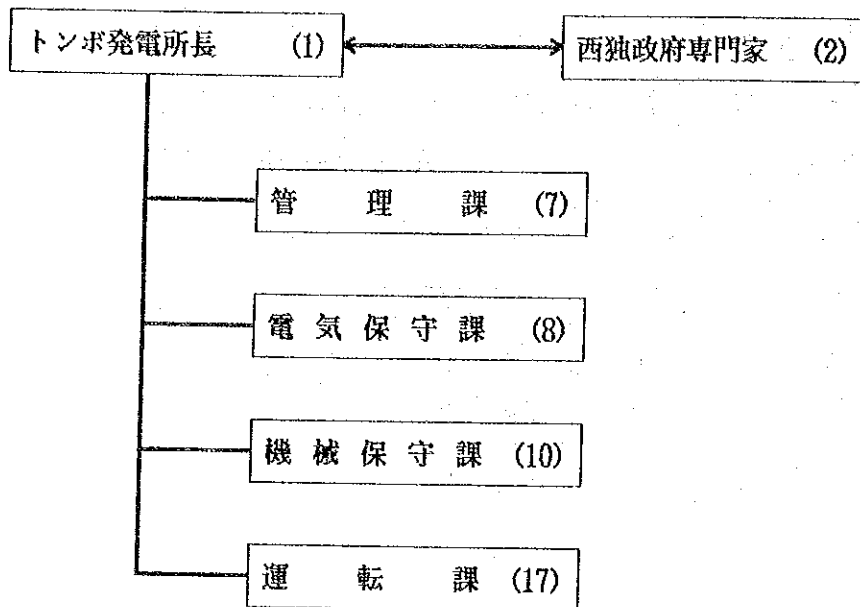 トンボ発電所長 (1)
西独政府専門家 (2)
管理課 (7)
電気保守課 (8)
機械保守課 (10)
運転課 (17)